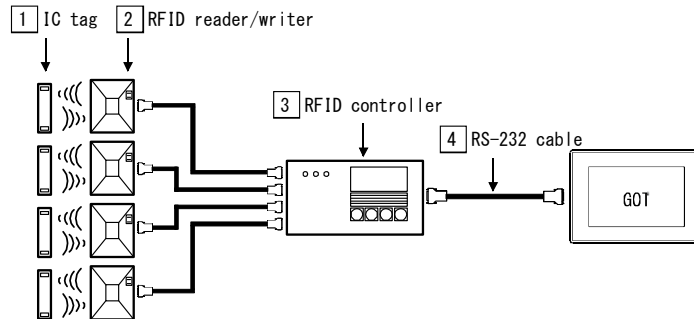 1 IC tag
2 RFID reader/writer
3 RFID controller
4 RS-232 cable
GOT